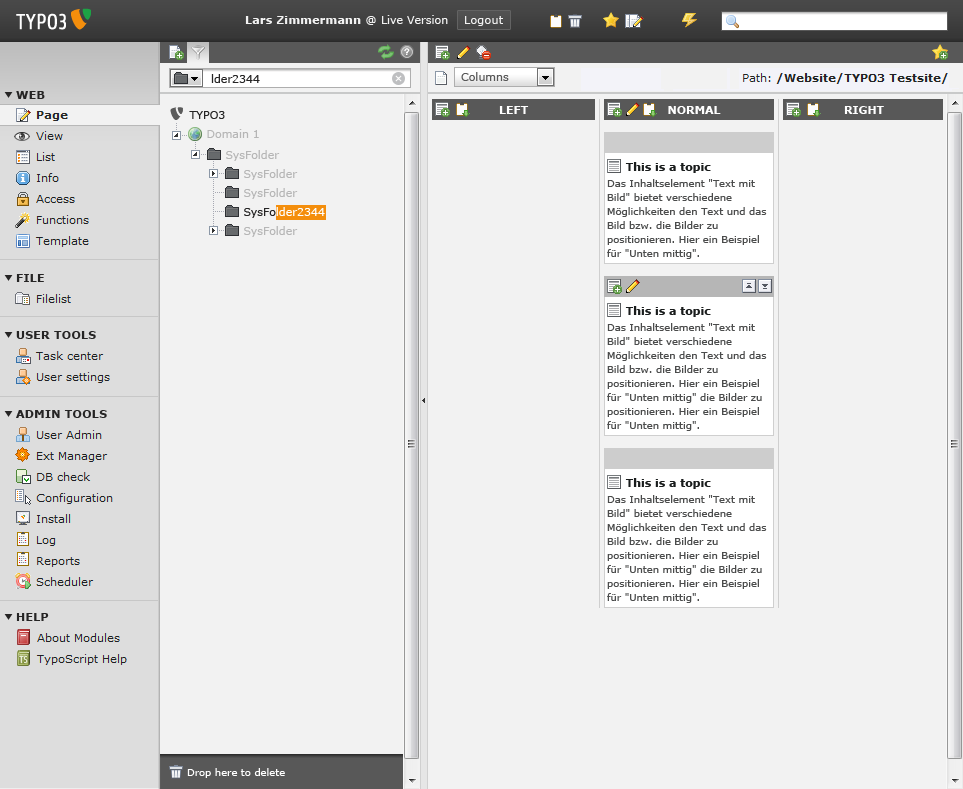 TYPO3
Lars Zimmermann @ Live Version
Logout
WEB
Page
View
List
Info
Access
Functions
Template
FILE
Filelist
USER TOOLS
Task center
User settings
ADMIN TOOLS
User Admin
Ext Manager
DB check
Configuration
Install
Log
Reports
Scheduler
HELP
About Modules
TS
TypoScript Help
lder2344
TYPO3
Domain 1
SysFolder
SysFolder
SysFolder
SysFolder2344
SysFolder
Drop here to delete
Columns
Path: /Website/TYPO3 Testsite/
LEFT
NORMAL
RIGHT
This is a topic
Das Inhaltselement "Text mit
Bild" bietet verschiedene
Möglichkeiten den Text und das
Bild bzw. die Bilder zu
positionieren. Hier ein Beispiel
für "Unten mittig".
This is a topic
Das Inhaltselement "Text mit
Bild" bietet verschiedene
Möglichkeiten den Text und das
Bild bzw. die Bilder zu
positionieren. Hier ein Beispiel
für "Unten mittig" die Bilder zu
positionieren. Hier ein Beispiel
für "Unten mittig".
This is a topic
Das Inhaltselement "Text mit
Bild" bietet verschiedene
Möglichkeiten den Text und das
Bild bzw. die Bilder zu
positionieren. Hier ein Beispiel
für "Unten mittig" die Bilder zu
positionieren. Hier ein Beispiel
für "Unten mittig".